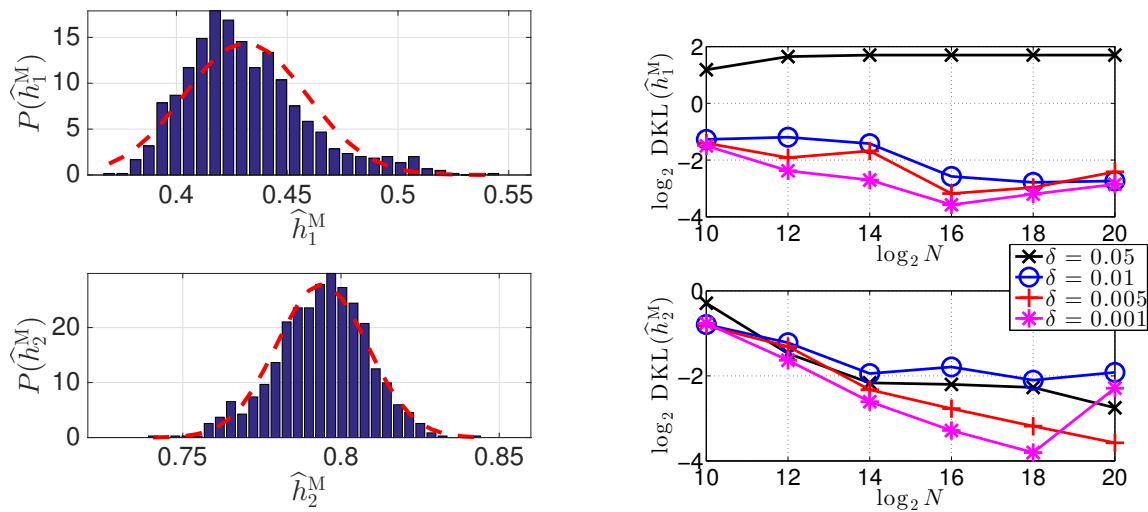 15
10
5
0
P(ĥ₁ᴹ)
0.4 0.45 0.5 0.55
ĥ₁ᴹ
20
10
0
P(ĥ₂ᴹ)
0.75 0.8 0.85
ĥ₂ᴹ
2
0
−2
−4
log₂ DKL (ĥ₁ᴹ)
10 12 14 16 18 20
log₂ N
δ = 0.05
δ = 0.01
δ = 0.005
δ = 0.001
0
−2
−4
log₂ DKL (ĥ₂ᴹ)
10 12 14 16 18 20
log₂ N